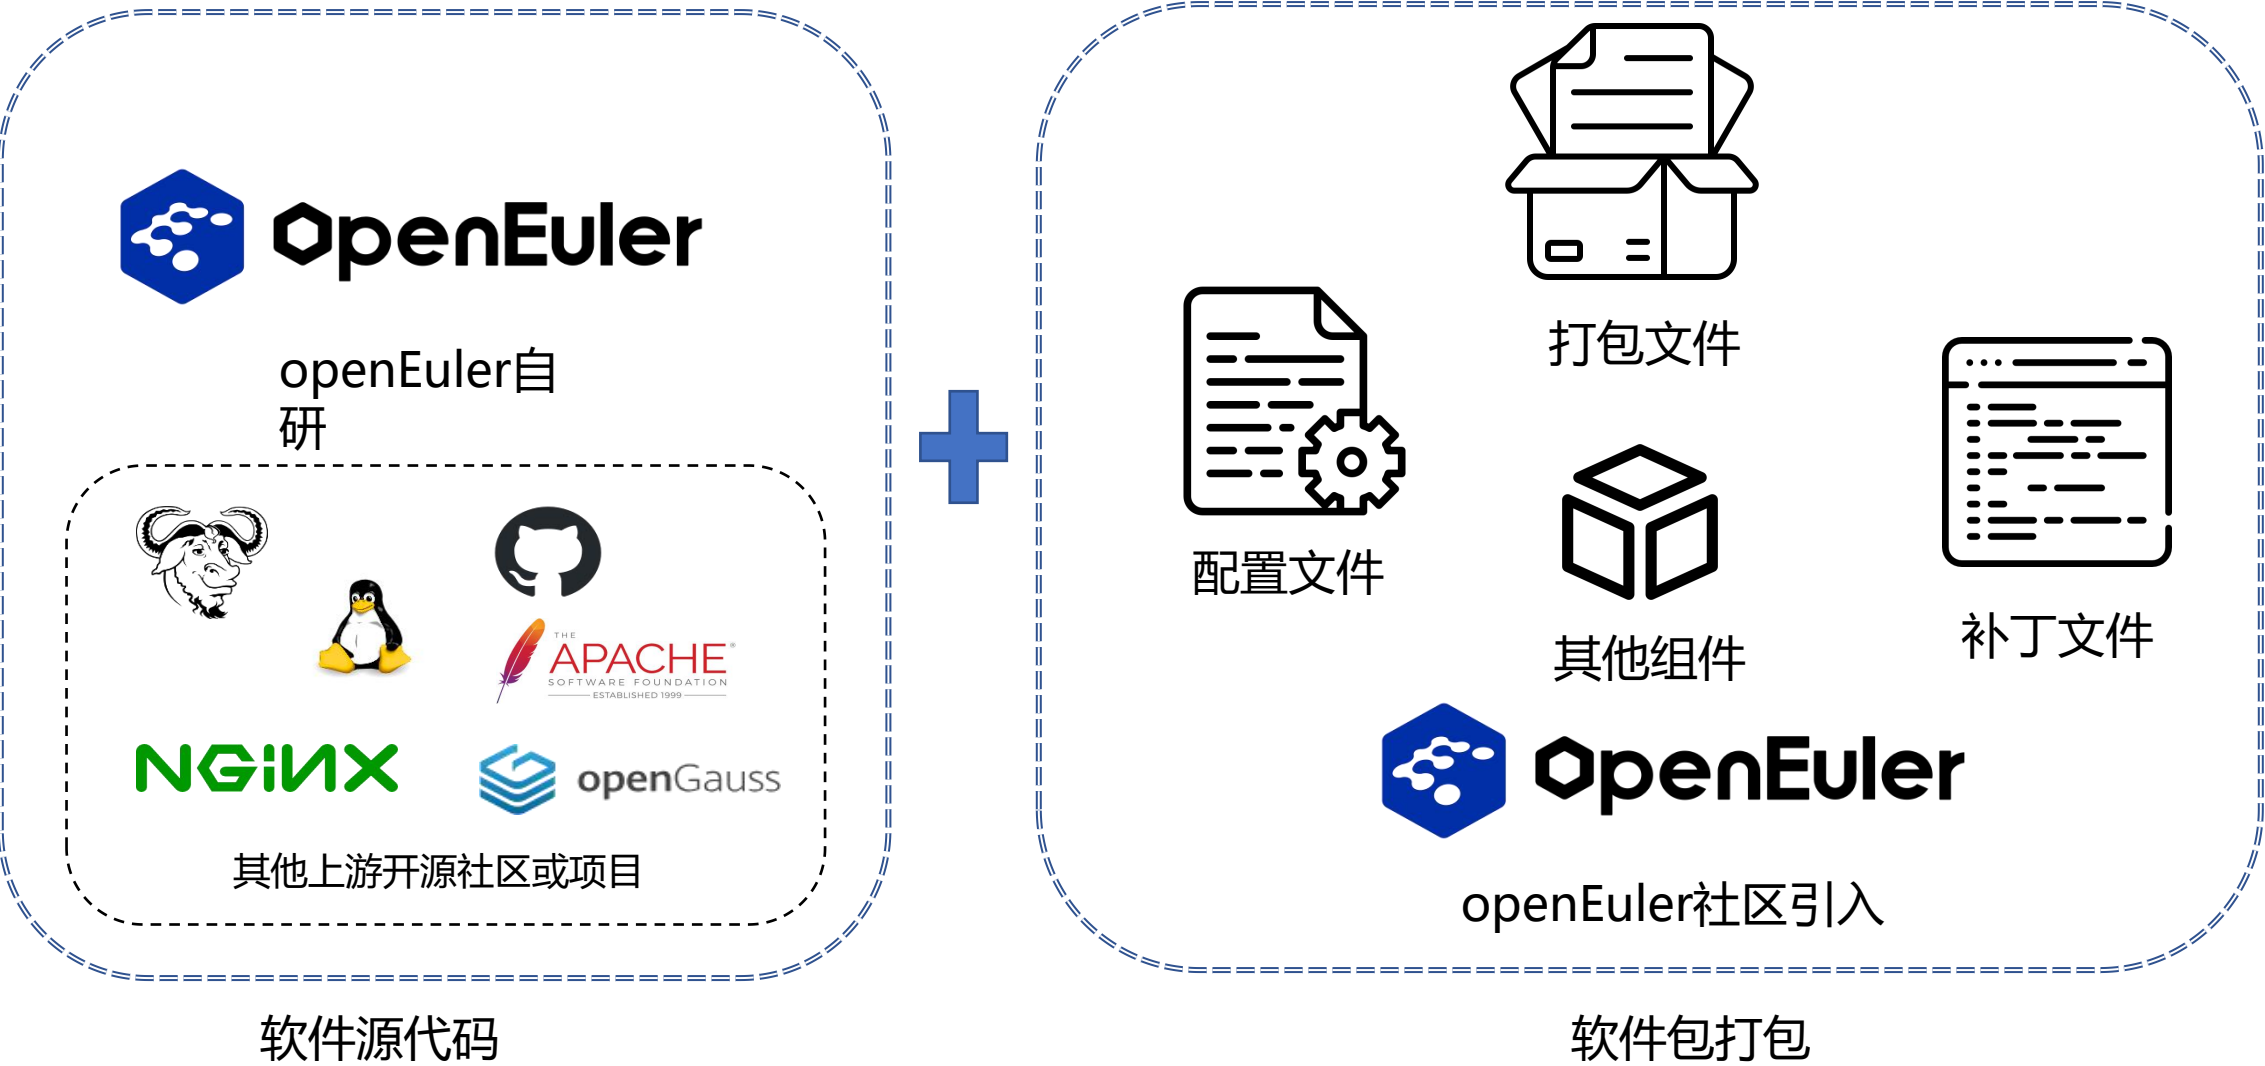 openEuler
openEuler自
研
THE
APACHE®
SOFTWARE FOUNDATION
ESTABLISHED 1999
NGiNX
openGauss
其他上游开源社区或项目
软件源代码
打包文件
配置文件
其他组件
补丁文件
openEuler
openEuler社区引入
软件包打包